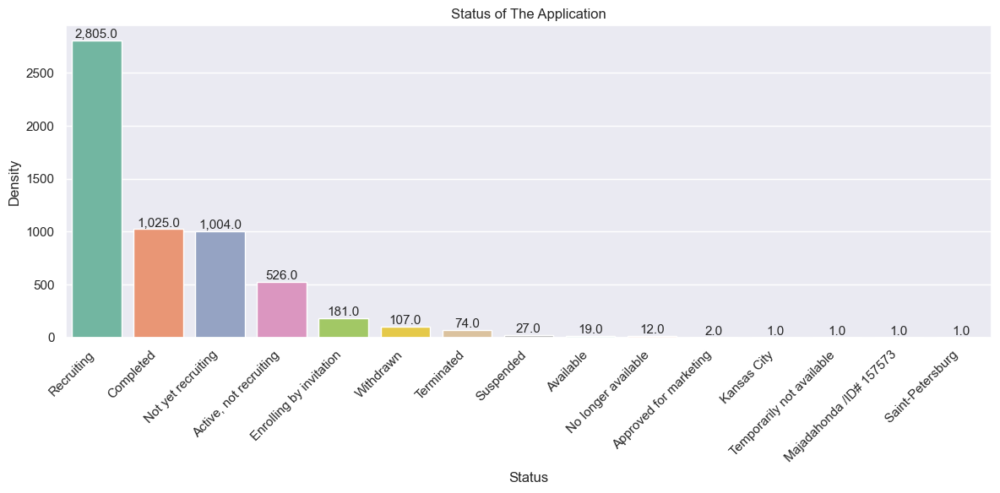 Status of The Application
Density
2500
2000
1500
1000
500
0
2,805.0
1,025.0
1,004.0
526.0
181.0
107.0
74.0
27.0
19.0
12.0
2.0
1.0
1.0
1.0
1.0
Recruiting
Completed
Not yet recruiting
Active, not recruiting
Enrolling by invitation
Withdrawn
Terminated
Suspended
Available
No longer available
Approved for marketing
Kansas City
Temporarily not available
Majadahonda /ID# 157573
Saint-Petersburg
Status